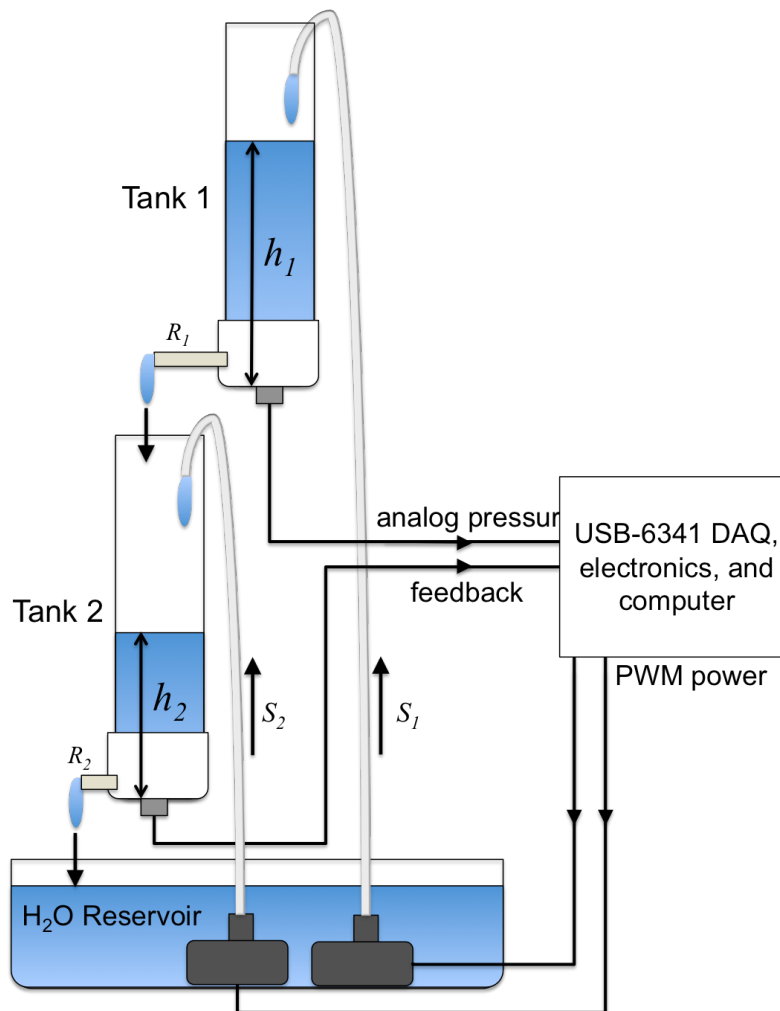 Tank 1
h₁
R₁
analog pressur
feedback
USB-6341 DAQ,
electronics, and
computer
PWM power
Tank 2
h₂
S₂
S₁
R₂
H₂O Reservoir